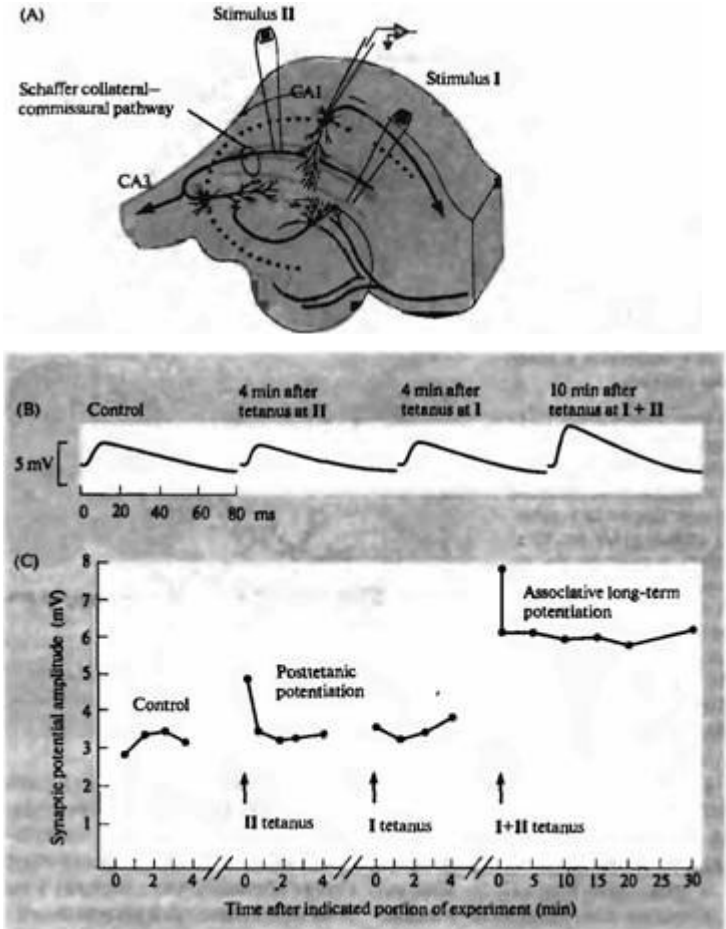 (A)
Stimulus II
Stimulus I
Schaffer collateral–
commissural pathway
CA1
CA3
(B)
Control
4 min after
tetanus at II
4 min after
tetanus at I
10 min after
tetanus at I + II
5 mV
0 20 40 60 80 ms
(C)
Synaptic potential amplitude (mV)
8
7
6
5
4
3
2
1
Control
Posttetanic
potentiation
Associative long-term
potentiation
II tetanus
I tetanus
I+II tetanus
0 2 4 0 2 4 0 2 4 0 5 10 15 20 30
Time after indicated portion of experiment (min)